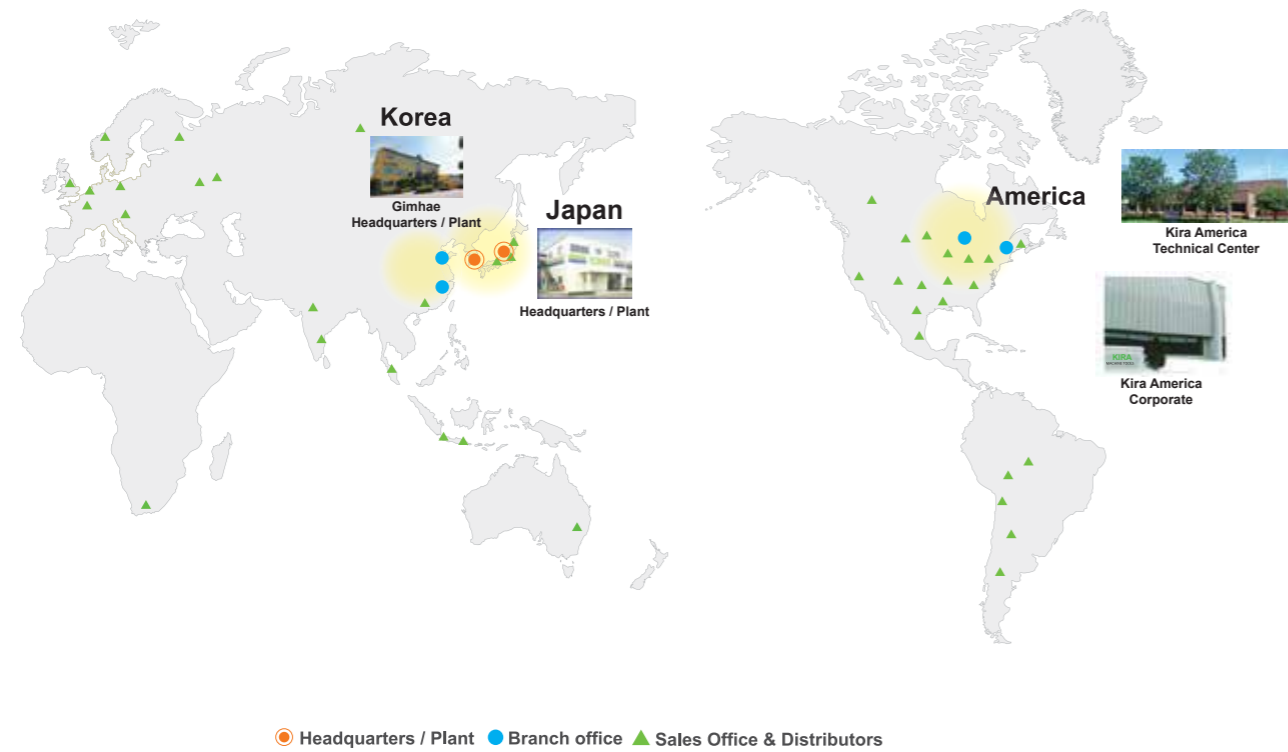 Korea
Gimhae
Headquarters / Plant
Japan
Headquarters / Plant
America
Kira America
Technical Center
KIRA
Kira America
Corporate
Headquarters / Plant
Branch office
Sales Office & Distributors